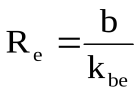 R_e = b / k_be